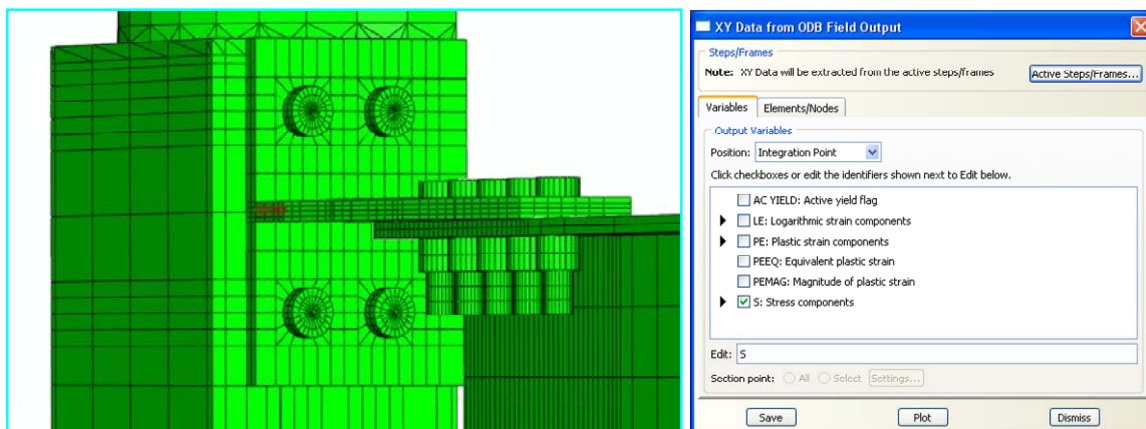 XY Data from ODB Field Output
Steps/Frames
Note: XY Data will be extracted from the active steps/frames
Active Steps/Frames...
Variables
Elements/Nodes
Output Variables
Position: Integration Point
Click checkboxes or edit the identifiers shown next to Edit below.
AC YIELD: Active yield flag
LE: Logarithmic strain components
PE: Plastic strain components
PEEQ: Equivalent plastic strain
PEMAG: Magnitude of plastic strain
S: Stress components
Edit: S
Section point: All Select Settings...
Save Plot Dismiss